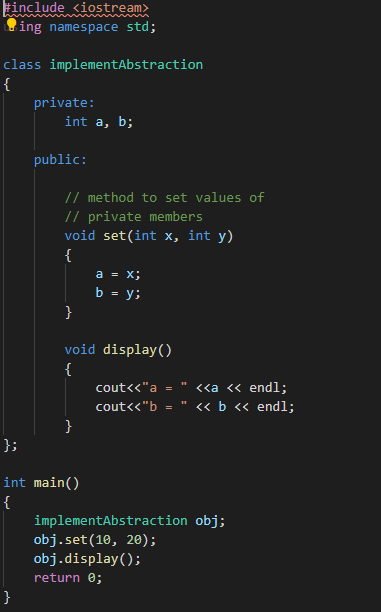 #include <iostream>
using namespace std;
class implementAbstraction
{
private:
int a, b;
public:
// method to set values of
// private members
void set(int x, int y)
{
a = x;
b = y;
}
void display()
{
cout<<"a = " <<a << endl;
cout<<"b = " << b << endl;
}
};
int main()
{
implementAbstraction obj;
obj.set(10, 20);
obj.display();
return 0;
}